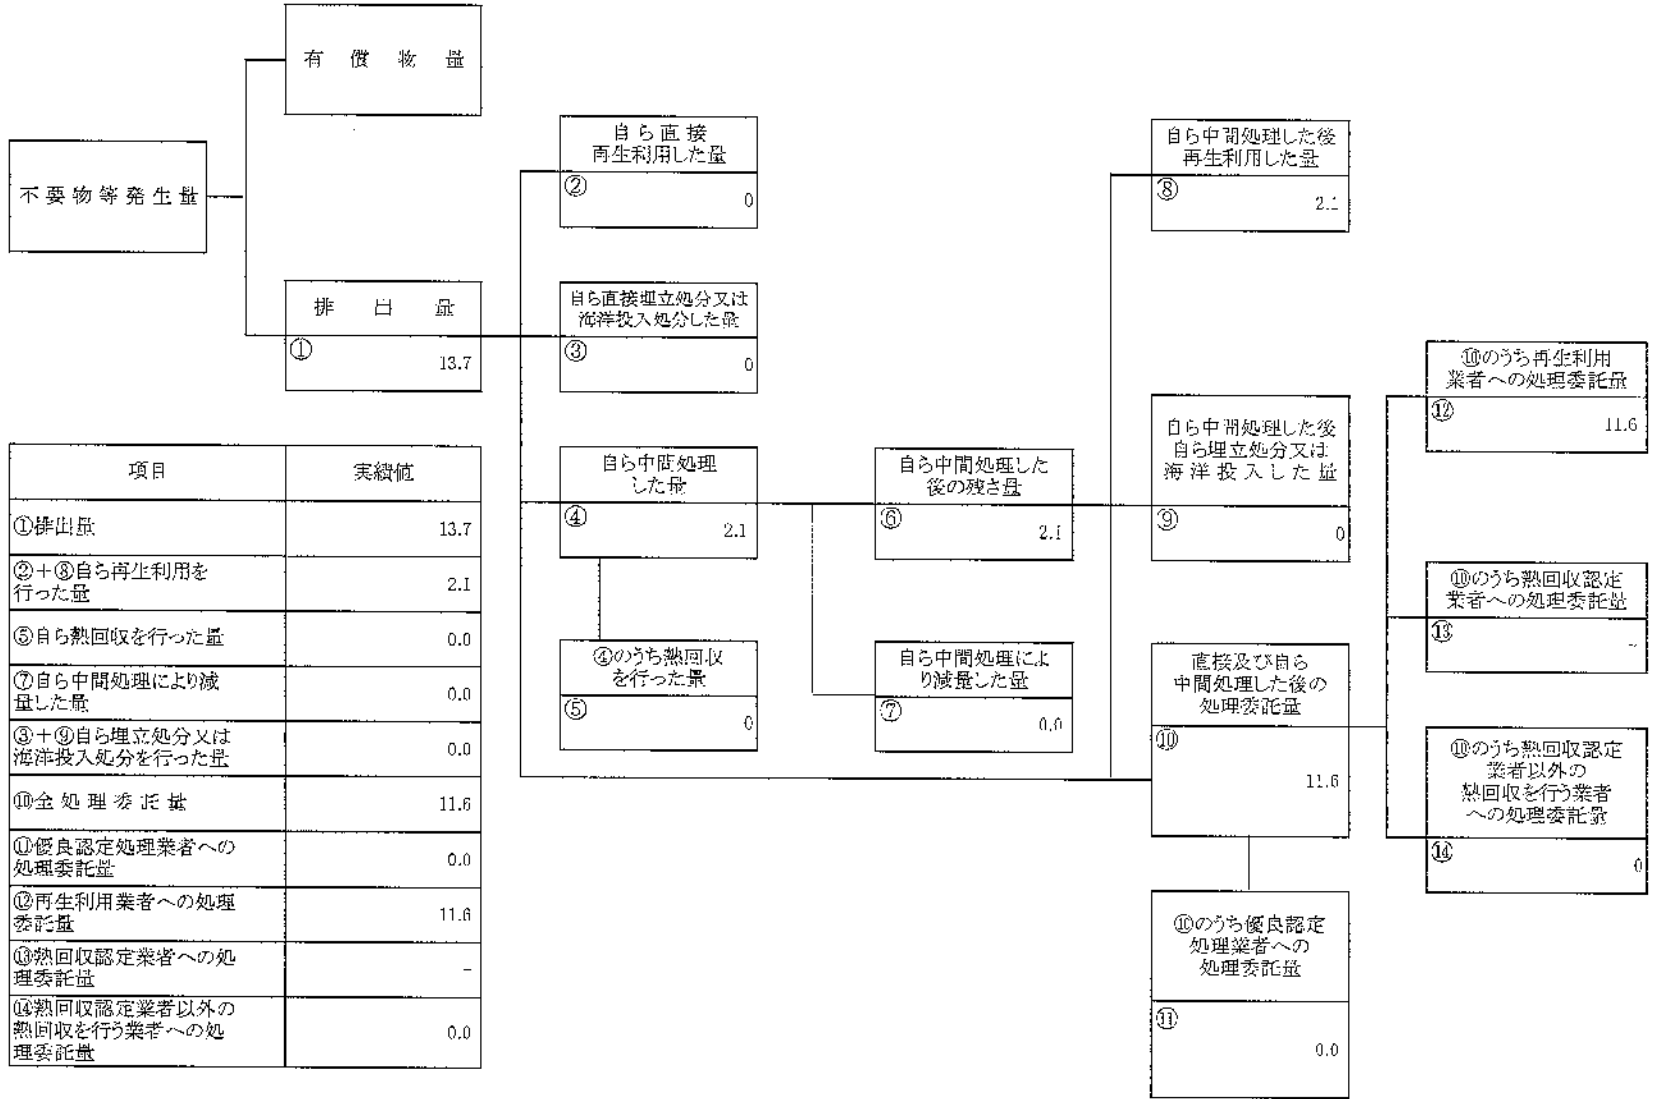 有償物量
不要物等発生量
排出量
①
13.7
自ら直接
再生利用した量
②
0
自ら直接埋立処分又は
海洋投入処分した量
③
0
自ら中間処理
した量
④
2.1
④のうち熱回収
を行った量
⑤
0
自ら中間処理した
後の残さ量
⑥
2.1
自ら中間処理によ
り減量した量
⑦
0.0
自ら中間処理した後
再生利用した量
⑧
2.1
自ら中間処理した後
自ら埋立処分又は
海洋投入した量
⑨
0
直接及び自ら
中間処理した後の
処理委託量
⑩
11.6
⑩のうち優良認定
処理業者への
処理委託量
⑪
0.0
⑩のうち再生利用
業者への処理委託量
⑫
11.6
⑩のうち熱回収認定
業者への処理委託量
⑬
-
⑩のうち熱回収認定
業者以外の
熱回収を行う業者
への処理委託量
⑭
0
項目 実績値
①排出量 13.7
②+⑧自ら再生利用を
行った量 2.1
⑤自ら熱回収を行った量 0.0
⑦自ら中間処理により減
量した量 0.0
③+⑨自ら埋立処分又は
海洋投入処分を行った量 0.0
⑩全処理委託量 11.6
⑪優良認定処理業者への
処理委託量 0.0
⑫再生利用業者への処理
委託量 11.6
⑬熱回収認定業者への処
理委託量 -
⑭熱回収認定業者以外の
熱回収を行う業者への処
理委託量 0.0